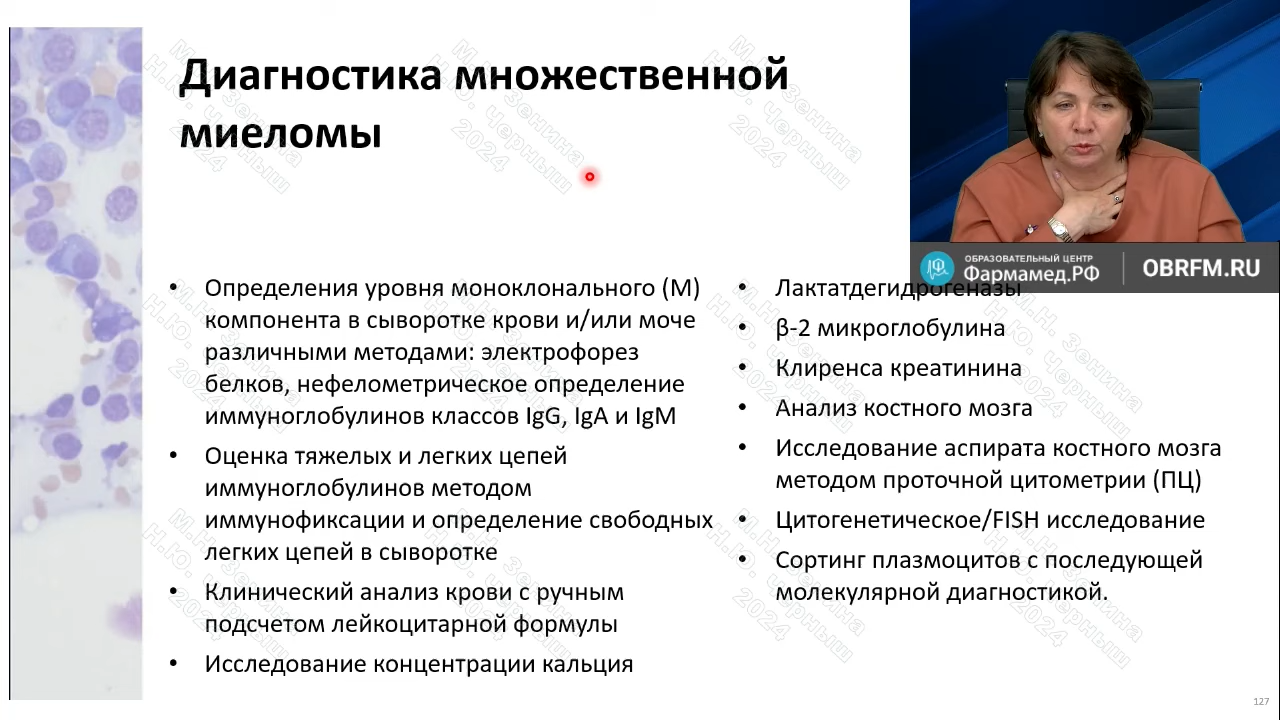 Диагностика множественной
миеломы
• Определения уровня моноклонального (М)
компонента в сыворотке крови и/или моче
различными методами: электрофорез
белков, нефелометрическое определение
иммуноглобулинов классов IgG, IgA и IgM
• Оценка тяжелых и легких цепей
иммуноглобулинов методом
иммунофиксации и определение свободных
легких цепей в сыворотке
• Клинический анализ крови с ручным
подсчетом лейкоцитарной формулы
• Исследование концентрации кальция
• Лактатдегидрогеназы
• β-2 микроглобулина
• Клиренса креатинина
• Анализ костного мозга
• Исследование аспирата костного мозга
методом проточной цитометрии (ПЦ)
• Цитогенетическое/FISH исследование
• Сортинг плазмоцитов с последующей
молекулярной диагностикой.
ОБРАЗОВАТЕЛЬНЫЙ ЦЕНТР
Фармамед.РФ
OBRFM.RU
М.Н. Зенина
Н.Ю. Черныш
2024
127